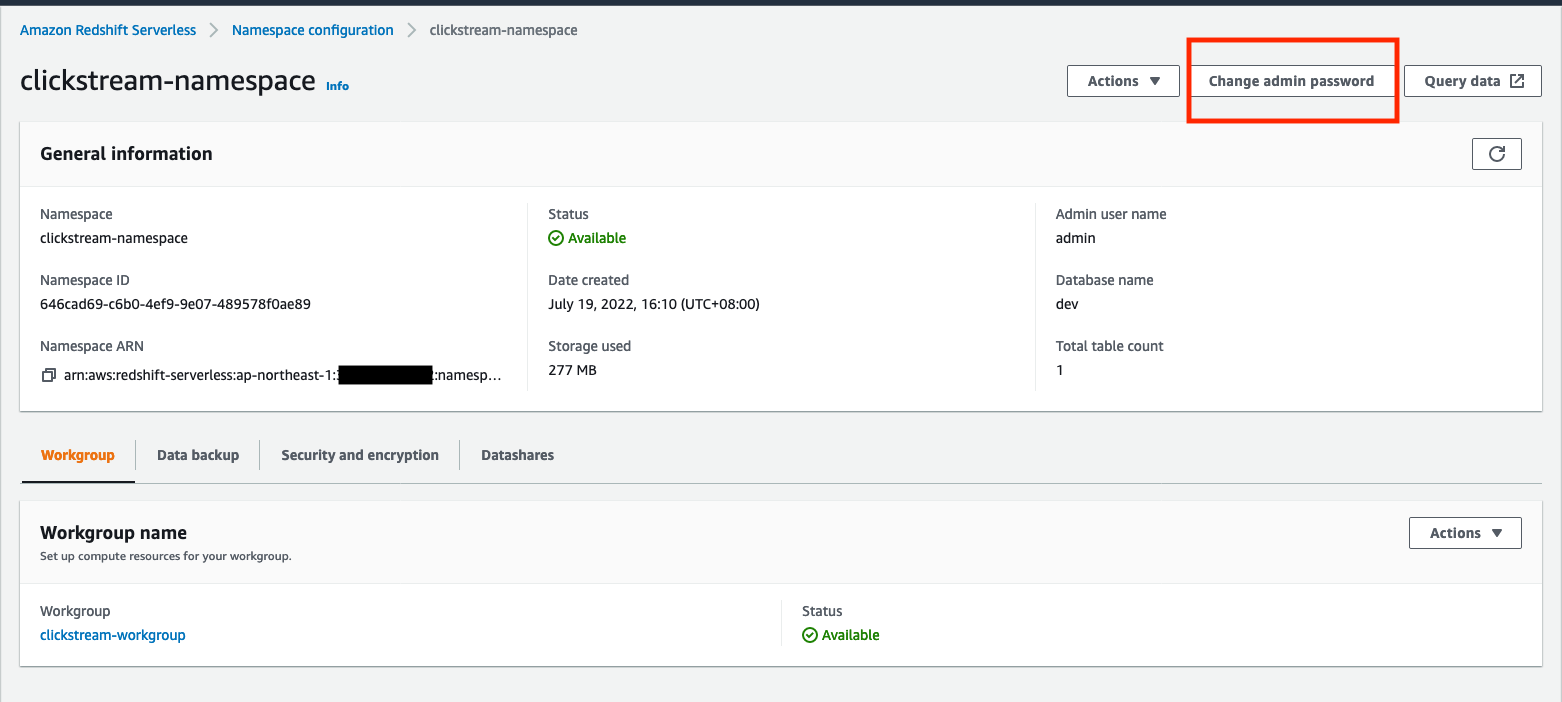 Amazon Redshift Serverless > Namespace configuration > clickstream-namespace
clickstream-namespace Info
Actions ▼ Change admin password Query data
General information
Namespace
clickstream-namespace
Namespace ID
646cad69-c6b0-4ef9-9e07-489578f0ae89
Namespace ARN
arn:aws:redshift-serverless:ap-northeast-1: :namesp...
Status
Available
Date created
July 19, 2022, 16:10 (UTC+08:00)
Storage used
277 MB
Admin user name
admin
Database name
dev
Total table count
1
Workgroup Data backup Security and encryption Datashares
Workgroup name
Set up compute resources for your workgroup.
Actions ▼
Workgroup
clickstream-workgroup
Status
Available